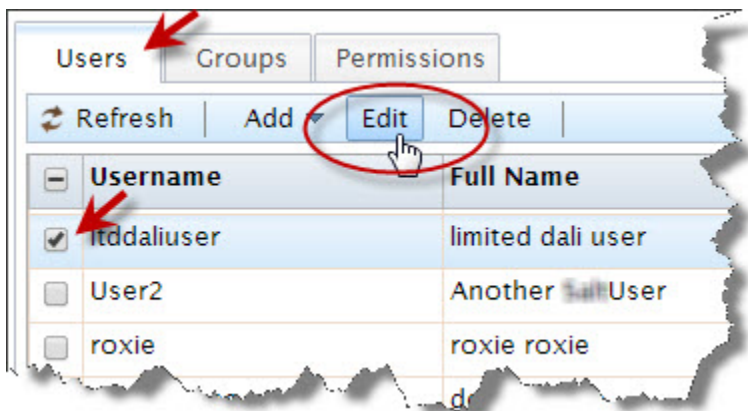 Users Groups Permissions
Refresh Add Edit Delete
Username Full Name
ltddaliuser limited dali user
User2 Another User
roxie roxie roxie